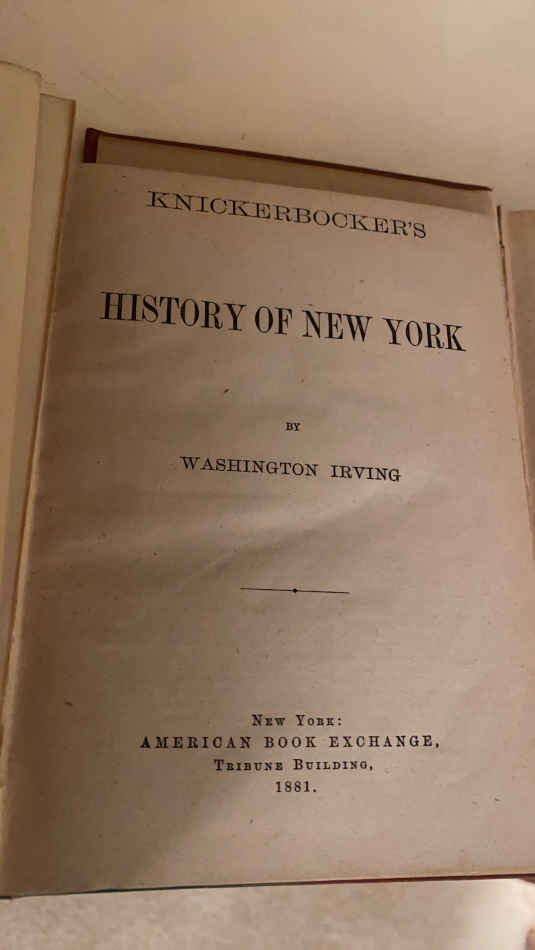 KNICKERBOCKER'S
HISTORY OF NEW YORK
BY
WASHINGTON IRVING
NEW YORK:
AMERICAN BOOK EXCHANGE,
TRIBUNE BUILDING,
1881.